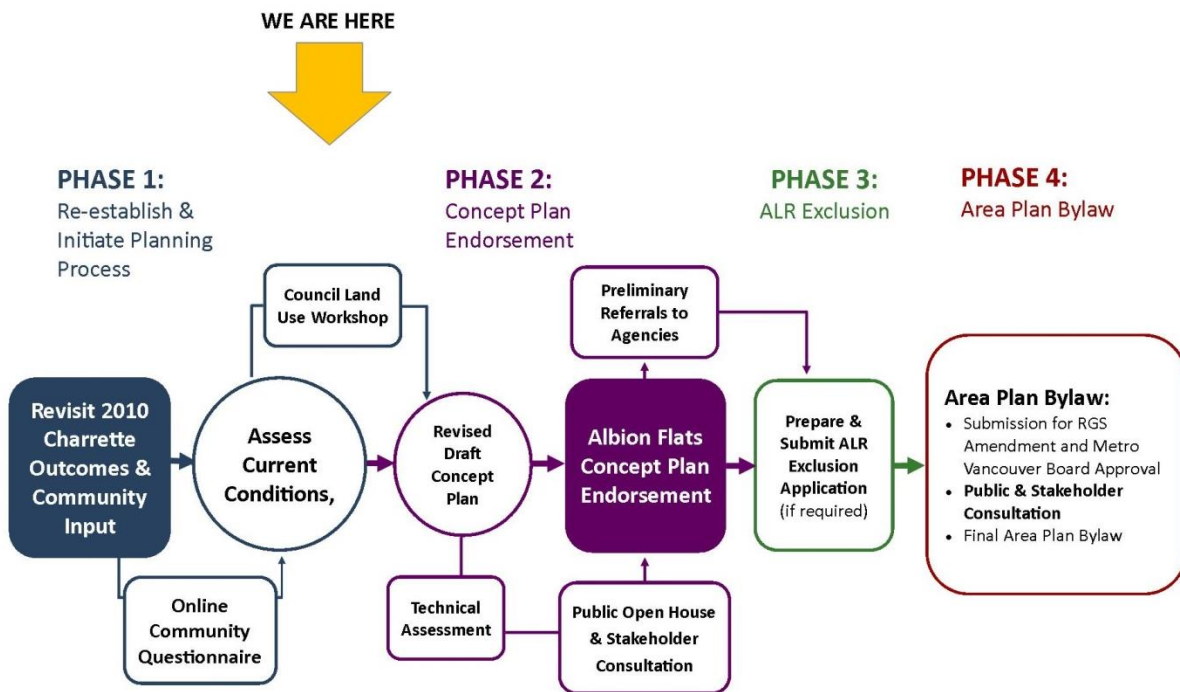 WE ARE HERE
PHASE 1:
Re-establish &
Initiate Planning
Process
PHASE 2:
Concept Plan
Endorsement
PHASE 3:
ALR Exclusion
PHASE 4:
Area Plan Bylaw
Council Land
Use Workshop
Preliminary
Referrals to
Agencies
Revisit 2010
Charrette
Outcomes &
Community
Input
Assess
Current
Conditions,
Revised
Draft
Concept
Plan
Albion Flats
Concept Plan
Endorsement
Prepare &
Submit ALR
Exclusion
Application
(if required)
Area Plan Bylaw:
• Submission for RGS
Amendment and Metro
Vancouver Board Approval
• Public & Stakeholder
Consultation
• Final Area Plan Bylaw
Online
Community
Questionnaire
Technical
Assessment
Public Open House
& Stakeholder
Consultation